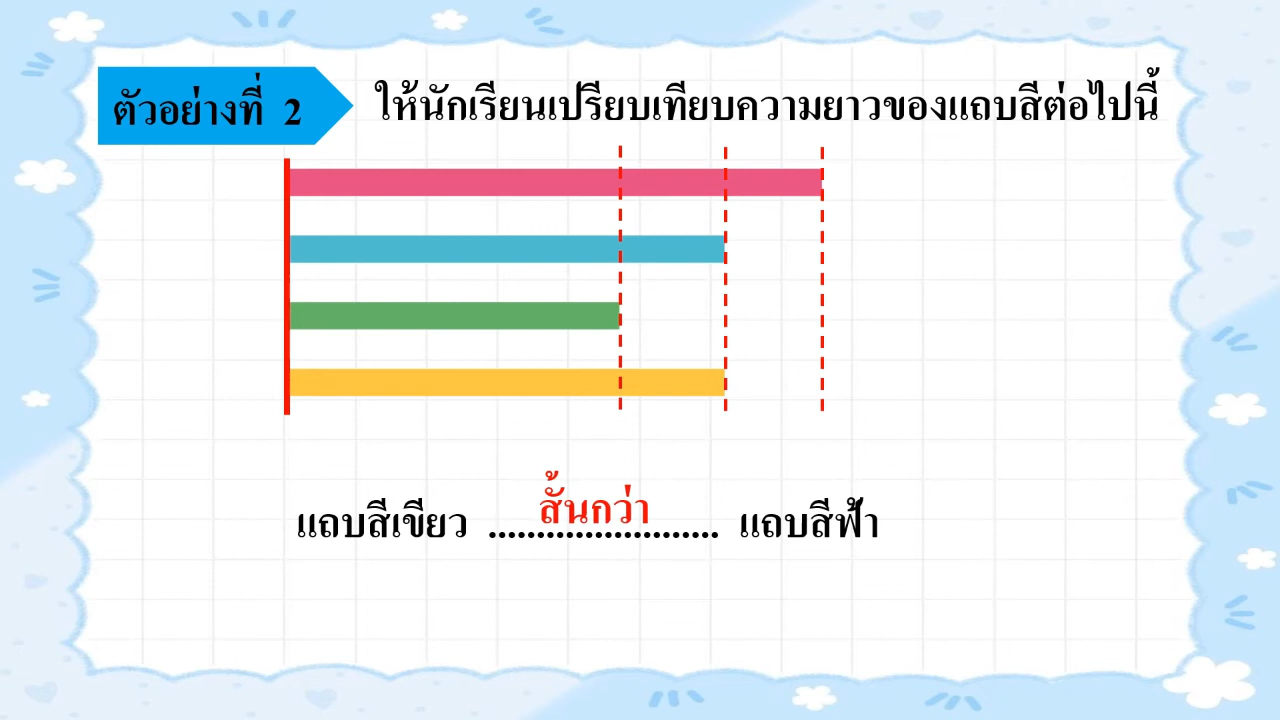 ตัวอย่างที่ 2
ให้นักเรียนเปรียบเทียบความยาวของแถบสีต่อไปนี้
แถบสีเขียว ........สั้นกว่า........ แถบสีฟ้า